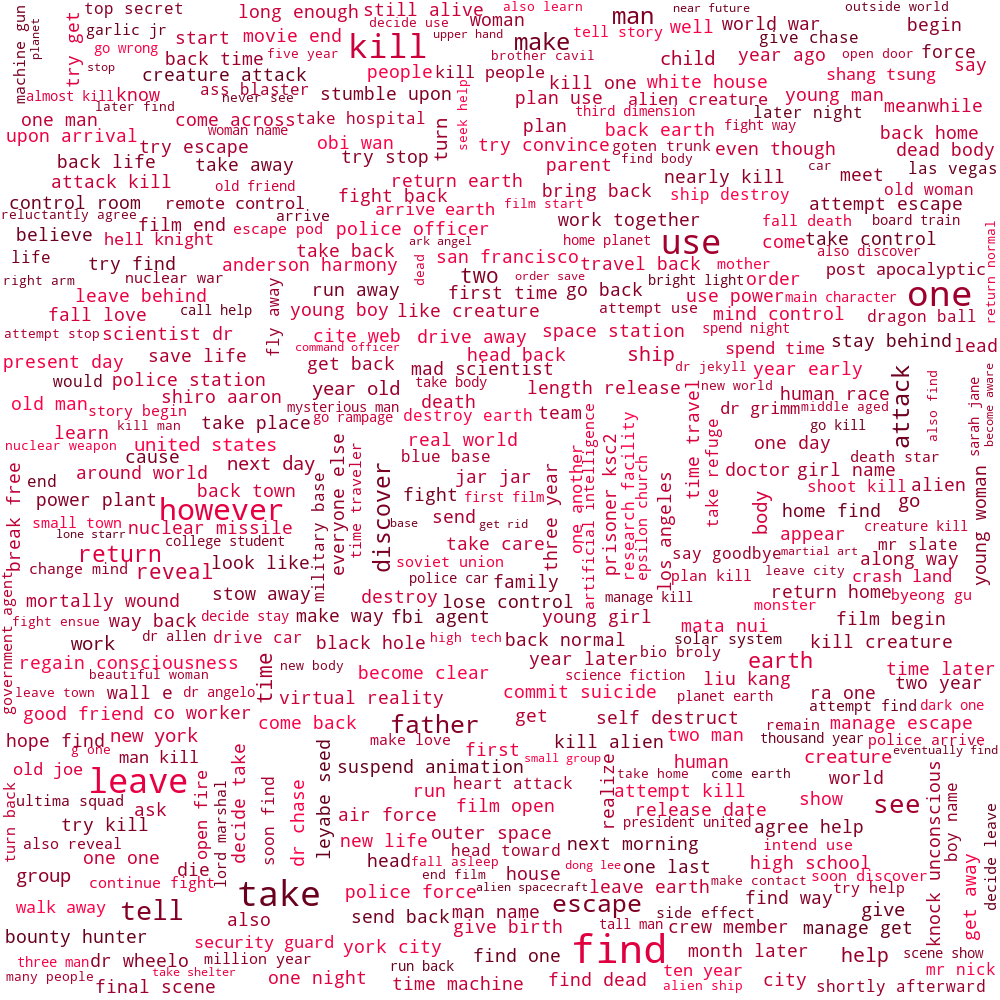 top secret
long enough
still alive
also learn
near future
outside world
machine gun
planet
garlic jr
decide use
woman
man
tell story
well
world war
begin
try get
go wrong
start
movie end
kill
upper hand
make
brother cavil
give chase
back time
five year
child
year ago
open door
force
say
stop
creature attack
people
kill people
kill one
white house
shang tsung
almost kill
know
ass blaster
never see
stumble upon
seek help
plan use
alien creature
young man
meanwhile
later find
one man
come across
take hospital
turn
third dimension
later night
upon arrival
woman name
obi wan
plan
back earth
fight way
back home
try escape
try stop
try convince
goten trunk
even though
dead body
back life
take away
parent
find body
car
las vegas
attack kill
old friend
return earth
nearly kill
meet
control room
remote control
fight back
bring back
ship destroy
old woman
reluctantly agree
arrive
arrive earth
film start
attempt escape
film end
escape pod
police officer
work together
fall death
board train
believe
hell knight
ark angel
home planet
use
come
take control
return normal
life
take back
san francisco
travel back
mother
also discover
try find
anderson harmony
dead
two
order save
bright light
order
post apocalyptic
right arm
nuclear war
run away
first time
go back
one
leave behind
fly away
young boy
like creature
attempt use
use power
main character
fall love
call help
mind control
dragon ball
attempt stop
scientist dr
cite web
drive away
space station
spend night
stay behind
command officer
head back
ship
spend time
lead
present day
save life
get back
mad scientist
dr jekyll
year early
would
police station
year old
take body
length release
new world
human race
attack
also find
sarah jane
become aware
shiro aaron
death
old man
story begin
mysterious man
go rampage
destroy earth
team
dr grimm
middle aged
kill man
take place
time travel
go kill
learn
real world
nuclear weapon
united states
everyone else
one another
artificial intelligence
research facility
take refuge
one day
cause
blue base
death star
break free
end
around world
next day
military base
time traveler
discover
jar jar
three year
prisoner ksc2
epsilon church
los angeles
doctor
girl name
power plant
back town
fight
first film
body
shoot kill
alien
young woman
however
send
home find
go
small town
nuclear missile
base
get rid
appear
creature kill
lone starr
college student
take care
mr slate
return
look like
soviet union
say goodbye
martial art
along way
change mind
reveal
police car
family
plan kill
leave city
crash land
government agent
mortally wound
stow away
destroy
lose control
manage kill
return home
byeong gu
fight ensue
way back
decide stay
make way
fbi agent
young girl
monster
film begin
work
dr allen
drive car
black hole
high tech
back normal
mata nui
solar system
kill creature
regain consciousness
time
new body
year later
bio broly
earth
beautiful woman
become clear
science fiction
liu kang
time later
leave town
wall e
dr angelo
virtual reality
commit suicide
planet earth
ra one
two year
attempt find
dark one
good friend
co worker
come back
father
get
self destruct
remain
manage escape
hope find
new york
make love
two man
thousand year
police arrive
g one
man kill
leyabe seed
first
kill alien
eventually find
old joe
leave
decide take
suspend animation
small group
realize
human
creature
turn back
open fire
soon find
run
heart attack
take home
come earth
world
ultima squad
ask
lord marshal
dr chase
film open
attempt kill
show
see
knock unconscious
boy name
decide leave
try kill
air force
release date
also reveal
new life
outer space
president united
agree help
one one
head
head toward
next morning
intend use
die
fall asleep
group
end film
house
dong lee
one last
high school
soon discover
continue fight
take
police force
alien spacecraft
leave earth
make contact
try help
get away
walk away
tell
escape
find way
also
send back
man name
side effect
give
bounty hunter
give birth
tall man
crew member
manage get
security guard
york city
find
month later
help
scene show
three man
dr wheelo
million year
find one
many people
take shelter
run back
ten year
mr nick
final scene
one night
time machine
find dead
alien ship
city
shortly afterward